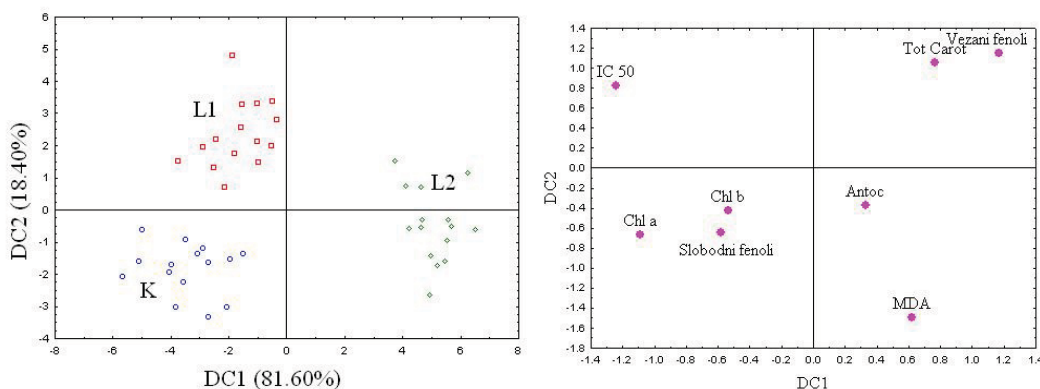 6
5
4
3
2
1
0
-1
-2
-3
-4
DC2 (18.40%)
L1
L2
K
-8 -6 -4 -2 0 2 4 6 8
DC1 (81.60%)
1.4
1.2
1.0
0.8
0.6
0.4
0.2
0.0
-0.2
-0.4
-0.6
-0.8
-1.0
-1.2
-1.4
-1.6
-1.8
DC2
IC 50
Tot Carot
Vezani fenoli
Chl a
Chl b
Slobodni fenoli
Antoc
MDA
-1.4 -1.2 -1.0 -0.8 -0.6 -0.4 -0.2 0.0 0.2 0.4 0.6 0.8 1.0 1.2 1.4
DC1